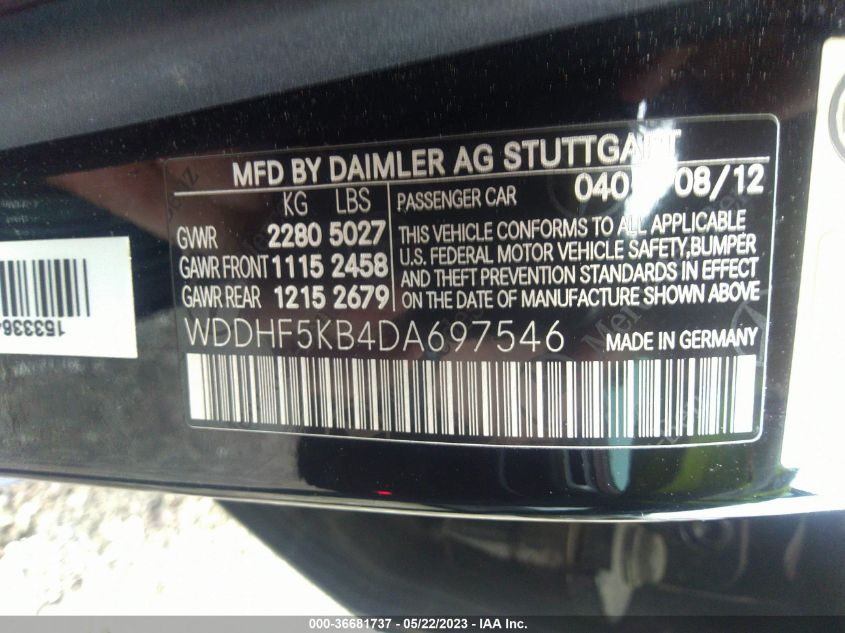 MFD BY DAIMLER AG STUTTGART
KG LBS
GVWR 2280 5027
GAWR FRONT 1115 2458
GAWR REAR 1215 2679
PASSENGER CAR 040 08/12
THIS VEHICLE CONFORMS TO ALL APPLICABLE
U.S. FEDERAL MOTOR VEHICLE SAFETY, BUMPER
AND THEFT PREVENTION STANDARDS IN EFFECT
ON THE DATE OF MANUFACTURE SHOWN ABOVE.
WDDHF5KB4DA697546 MADE IN GERMANY
000-36681737 - 05/22/2023 - IAA Inc.